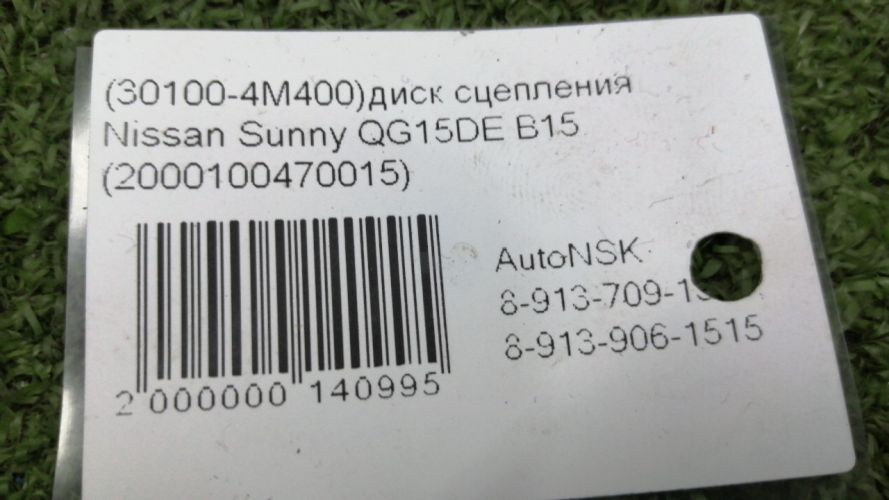 (30100-4M400)диск сцепления
Nissan Sunny QG15DE B15
(2000100470015)
AutoNSK
8-913-906-1515
2 000000 140995